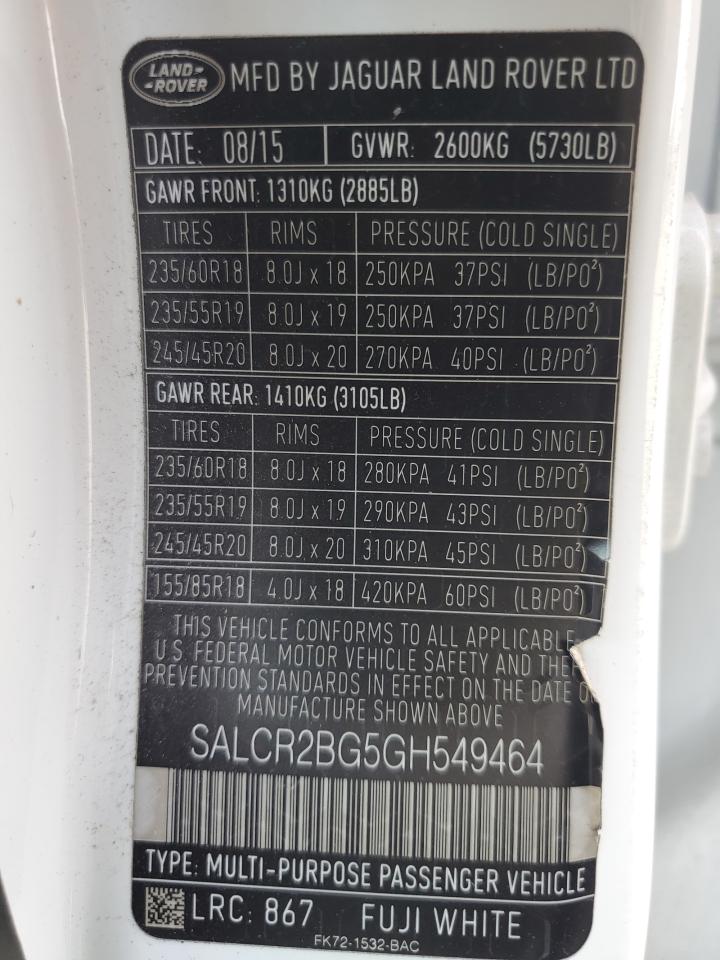 LAND-
-ROVER
MFD BY JAGUAR LAND ROVER LTD
DATE: 08/15 GVWR: 2600KG (5730LB)
GAWR FRONT: 1310KG (2885LB)
TIRES RIMS PRESSURE (COLD SINGLE)
235/60R18 8.0J x 18 250KPA 37PSI (LB/PO²)
235/55R19 8.0J x 19 250KPA 37PSI (LB/PO²)
245/45R20 8.0J x 20 270KPA 40PSI (LB/PO²)
GAWR REAR: 1410KG (3105LB)
TIRES RIMS PRESSURE (COLD SINGLE)
235/60R18 8.0J x 18 280KPA 41PSI (LB/PO²)
235/55R19 8.0J x 19 290KPA 43PSI (LB/PO²)
245/45R20 8.0J x 20 310KPA 45PSI (LB/PO²)
155/85R18 4.0J x 18 420KPA 60PSI (LB/PO²)
THIS VEHICLE CONFORMS TO ALL APPLICABLE
U.S. FEDERAL MOTOR VEHICLE SAFETY AND THEF
PREVENTION STANDARDS IN EFFECT ON THE DATE OF
MANUFACTURE SHOWN ABOVE
SALCR2BG5GH549464
TYPE: MULTI-PURPOSE PASSENGER VEHICLE
LRC: 867 FUJI WHITE
FK72-1532-BAC